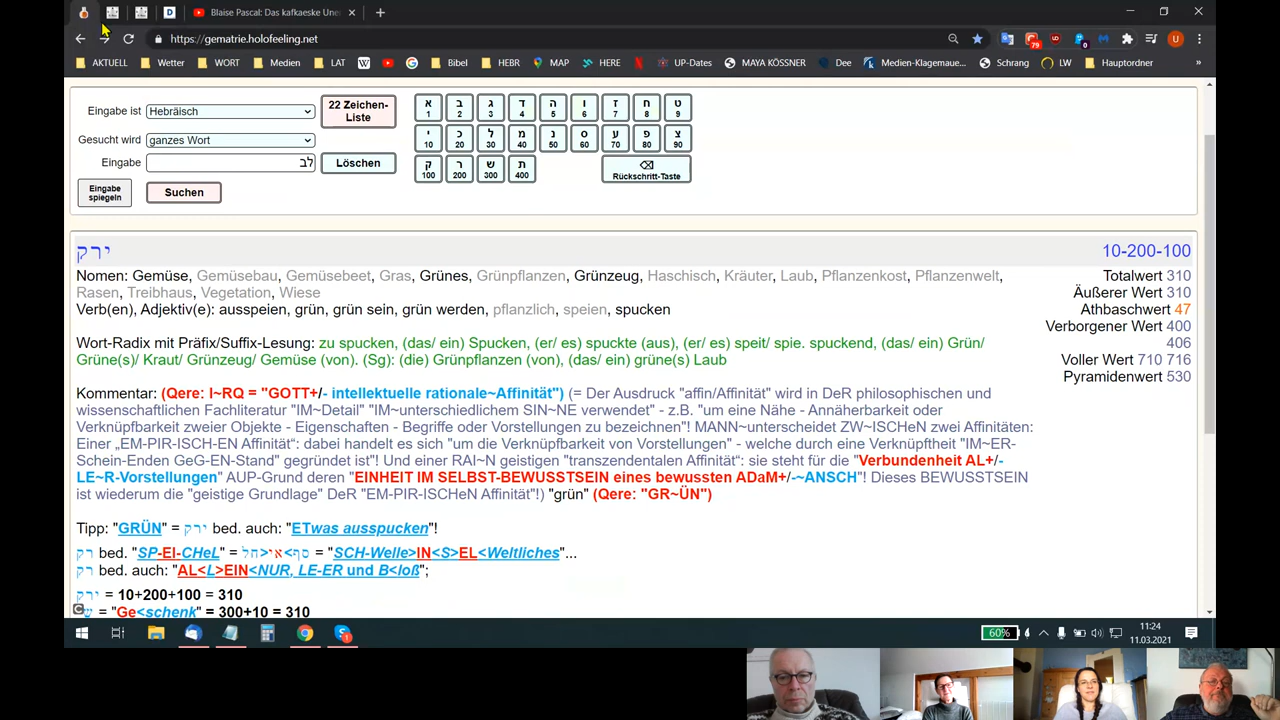 Blaise Pascal: Das kafkaeske Une
https://gematrie.holofeeling.net
79
0
U
AKTUELL Wetter WORT Medien LAT Bibel HEBR MAP HERE UP-Dates MAYA KÖSSNER Dee Medien-Klagemaue... Schrang LW Hauptordner »
Eingabe ist Hebräisch
22 Zeichen-Liste
Gesucht wird ganzes Wort
Eingabe לב Löschen
Eingabe spiegeln Suchen
א ב ג ד ה ו ז ח ט
1 2 3 4 5 6 7 8 9
י כ ל מ נ ס ע פ צ
10 20 30 40 50 60 70 80 90
ק ר ש ת
100 200 300 400 Rückschritt-Taste
ירק 10-200-100
Nomen: Gemüse, Gemüsebau, Gemüsebeet, Gras, Grünes, Grünpflanzen, Grünzeug, Haschisch, Kräuter, Laub, Pflanzenkost, Pflanzenwelt,
Rasen, Treibhaus, Vegetation, Wiese
Verb(en), Adjektiv(e): ausspeien, grün, grün sein, grün werden, pflanzlich, speien, spucken
Totalwert 310
Äußerer Wert 310
Athbaschwert 47
Verborgener Wert 400
406
Voller Wert 710 716
Pyramidenwert 530
Wort-Radix mit Präfix/Suffix-Lesung: zu spucken, (das/ ein) Spucken, (er/ es) spuckte (aus), (er/ es) speit/ spie. spuckend, (das/ ein) Grün/
Grüne(s)/ Kraut/ Grünzeug/ Gemüse (von). (Sg): (die) Grünpflanzen (von), (das/ ein) grüne(s) Laub
Kommentar: (Qere: I~RQ = "GOTT+/- intellektuelle rationale~Affinität") (= Der Ausdruck "affin/Affinität" wird in DeR philosophischen und
wissenschaftlichen Fachliteratur "IM~Detail" "IM~unterschiedlichem SIN~NE verwendet" - z.B. "um eine Nähe - Annäherbarkeit oder
Verknüpfbarkeit zweier Objekte - Eigenschaften - Begriffe oder Vorstellungen zu bezeichnen"! MANN~unterscheidet ZW~ISCHeN zwei Affinitäten:
Einer „EM-PIR-ISCH-EN Affinität“: dabei handelt es sich "um die Verknüpfbarkeit von Vorstellungen" - welche durch eine Verknüpftheit "IM~ER-
Schein-Enden GeG-EN-Stand" gegründet ist"! Und einer RAI~N geistigen "transzendentalen Affinität“: sie steht für die "Verbundenheit AL+/-
LE~R-Vorstellungen" AUP-Grund deren "EINHEIT IM SELBST-BEWUSSTSEIN eines bewussten ADaM+/-~ANSCH"! Dieses BEWUSSTSEIN
ist wiederum die "geistige Grundlage" DeR "EM-PIR-ISCHeN Affinität"!) "grün" (Qere: "GR~ÜN")
Tipp: "GRÜN" = ירק bed. auch: "ETwas ausspucken"!
רק bed. "SP-EI-CHeL = סף<אי>חל = "SCH-Welle>IN<S>EL<Weltliches"...
רק bed. auch: "AL<L>EIN<NUR, LE-ER und B<loß";
ירק = 10+200+100 = 310
שי = "Ge<schenk" = 300+10 = 310
60%
11:24
11.03.2021